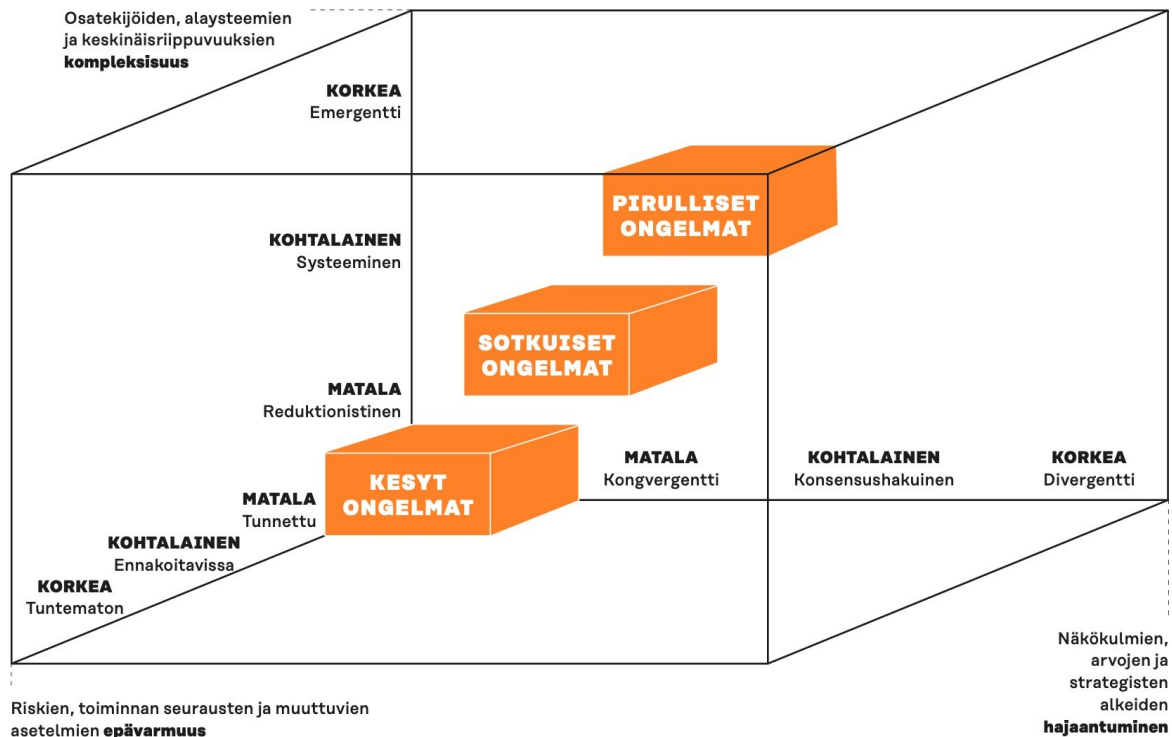 Osatekijöiden, alaysteemien
ja keskinäisriippuvuuksien
kompleksisuus
KORKEA
Emergentti
KOHTALAINEN
Systeeminen
MATALA
Reduktionistinen
PIRULLISET
ONGELMAT
SOTKUISET
ONGELMAT
KESYT
ONGELMAT
MATALA
Tunnettu
KOHTALAINEN
Ennakoitavissa
KORKEA
Tuntematon
MATALA
Kongvergentti
KOHTALAINEN
Konsensushakuinen
KORKEA
Divergentti
Riskien, toiminnan seurausten ja muuttuvien
asetelmien epävarmuus
Näkökulmien,
arvojen ja
strategisten
alkeiden
hajaantuminen